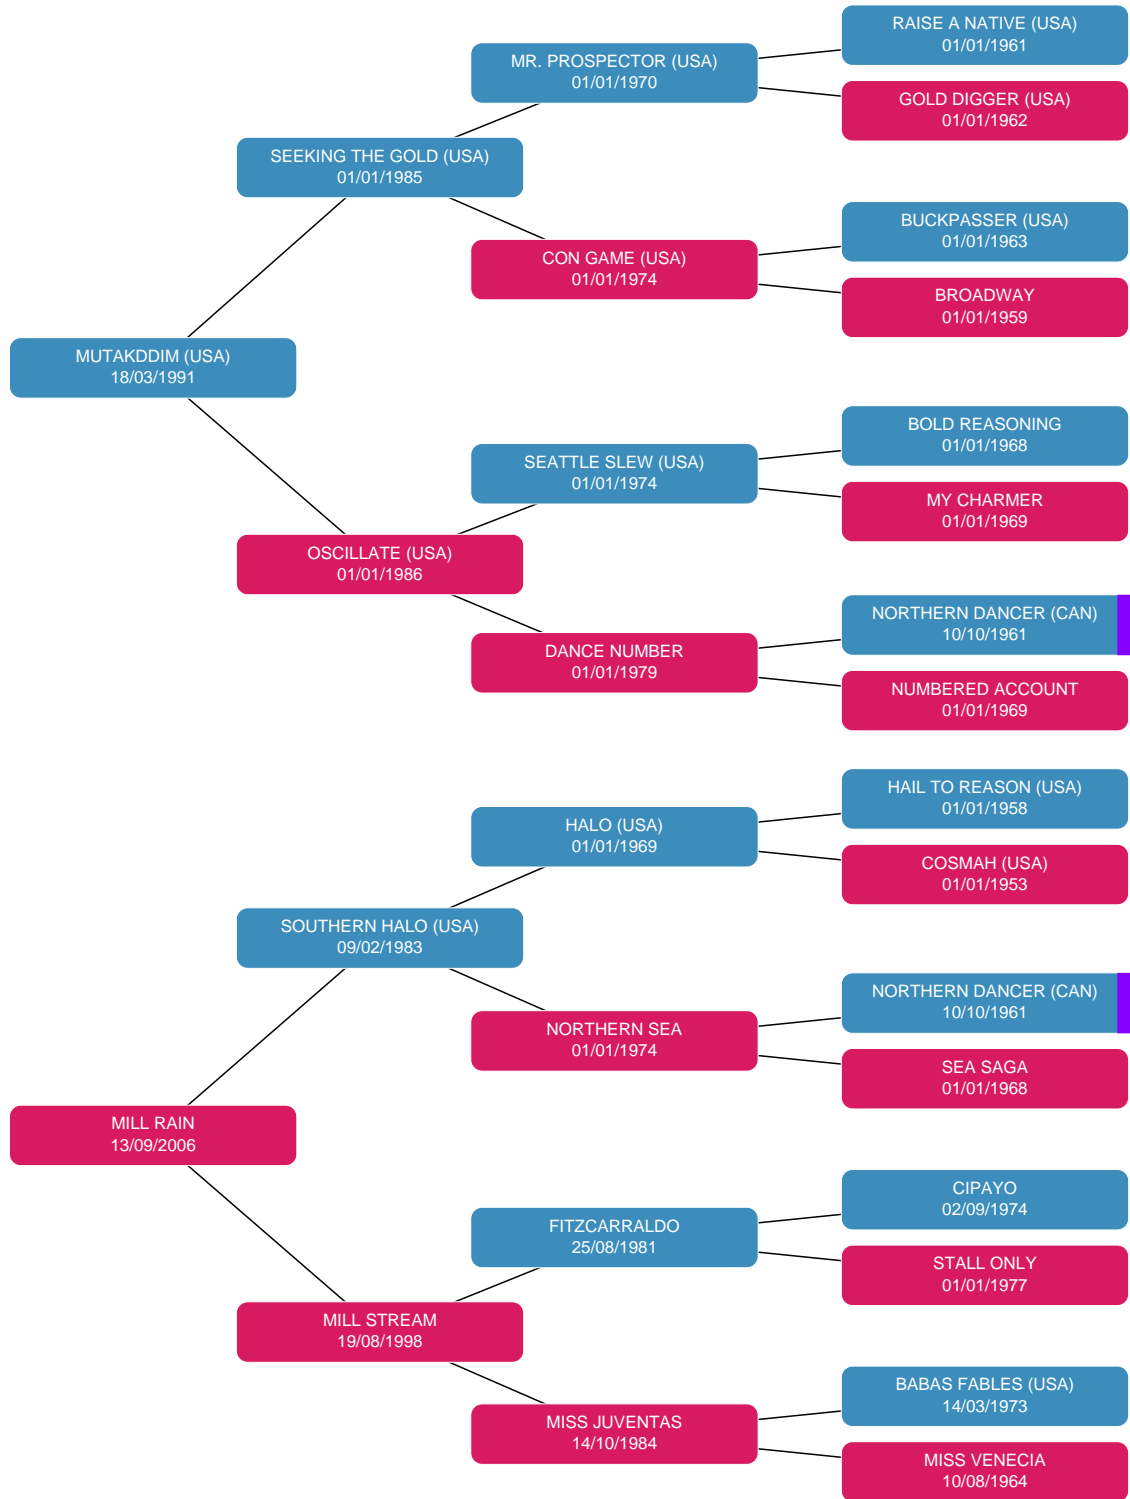 RAISE A NATIVE (USA)
01/01/1961
MR. PROSPECTOR (USA)
01/01/1970
GOLD DIGGER (USA)
01/01/1962
SEEKING THE GOLD (USA)
01/01/1985
BUCKPASSER (USA)
01/01/1963
CON GAME (USA)
01/01/1974
BROADWAY
01/01/1959
MUTAKDDIM (USA)
18/03/1991
BOLD REASONING
01/01/1968
SEATTLE SLEW (USA)
01/01/1974
MY CHARMER
01/01/1969
OSCILLATE (USA)
01/01/1986
NORTHERN DANCER (CAN)
10/10/1961
DANCE NUMBER
01/01/1979
NUMBERED ACCOUNT
01/01/1969
HAIL TO REASON (USA)
01/01/1958
HALO (USA)
01/01/1969
COSMAH (USA)
01/01/1953
SOUTHERN HALO (USA)
09/02/1983
NORTHERN DANCER (CAN)
10/10/1961
NORTHERN SEA
01/01/1974
SEA SAGA
01/01/1968
MILL RAIN
13/09/2006
CIPAYO
02/09/1974
FITZCARRALDO
25/08/1981
STALL ONLY
01/01/1977
MILL STREAM
19/08/1998
BABAS FABLES (USA)
14/03/1973
MISS JUVENTAS
14/10/1984
MISS VENECIA
10/08/1964